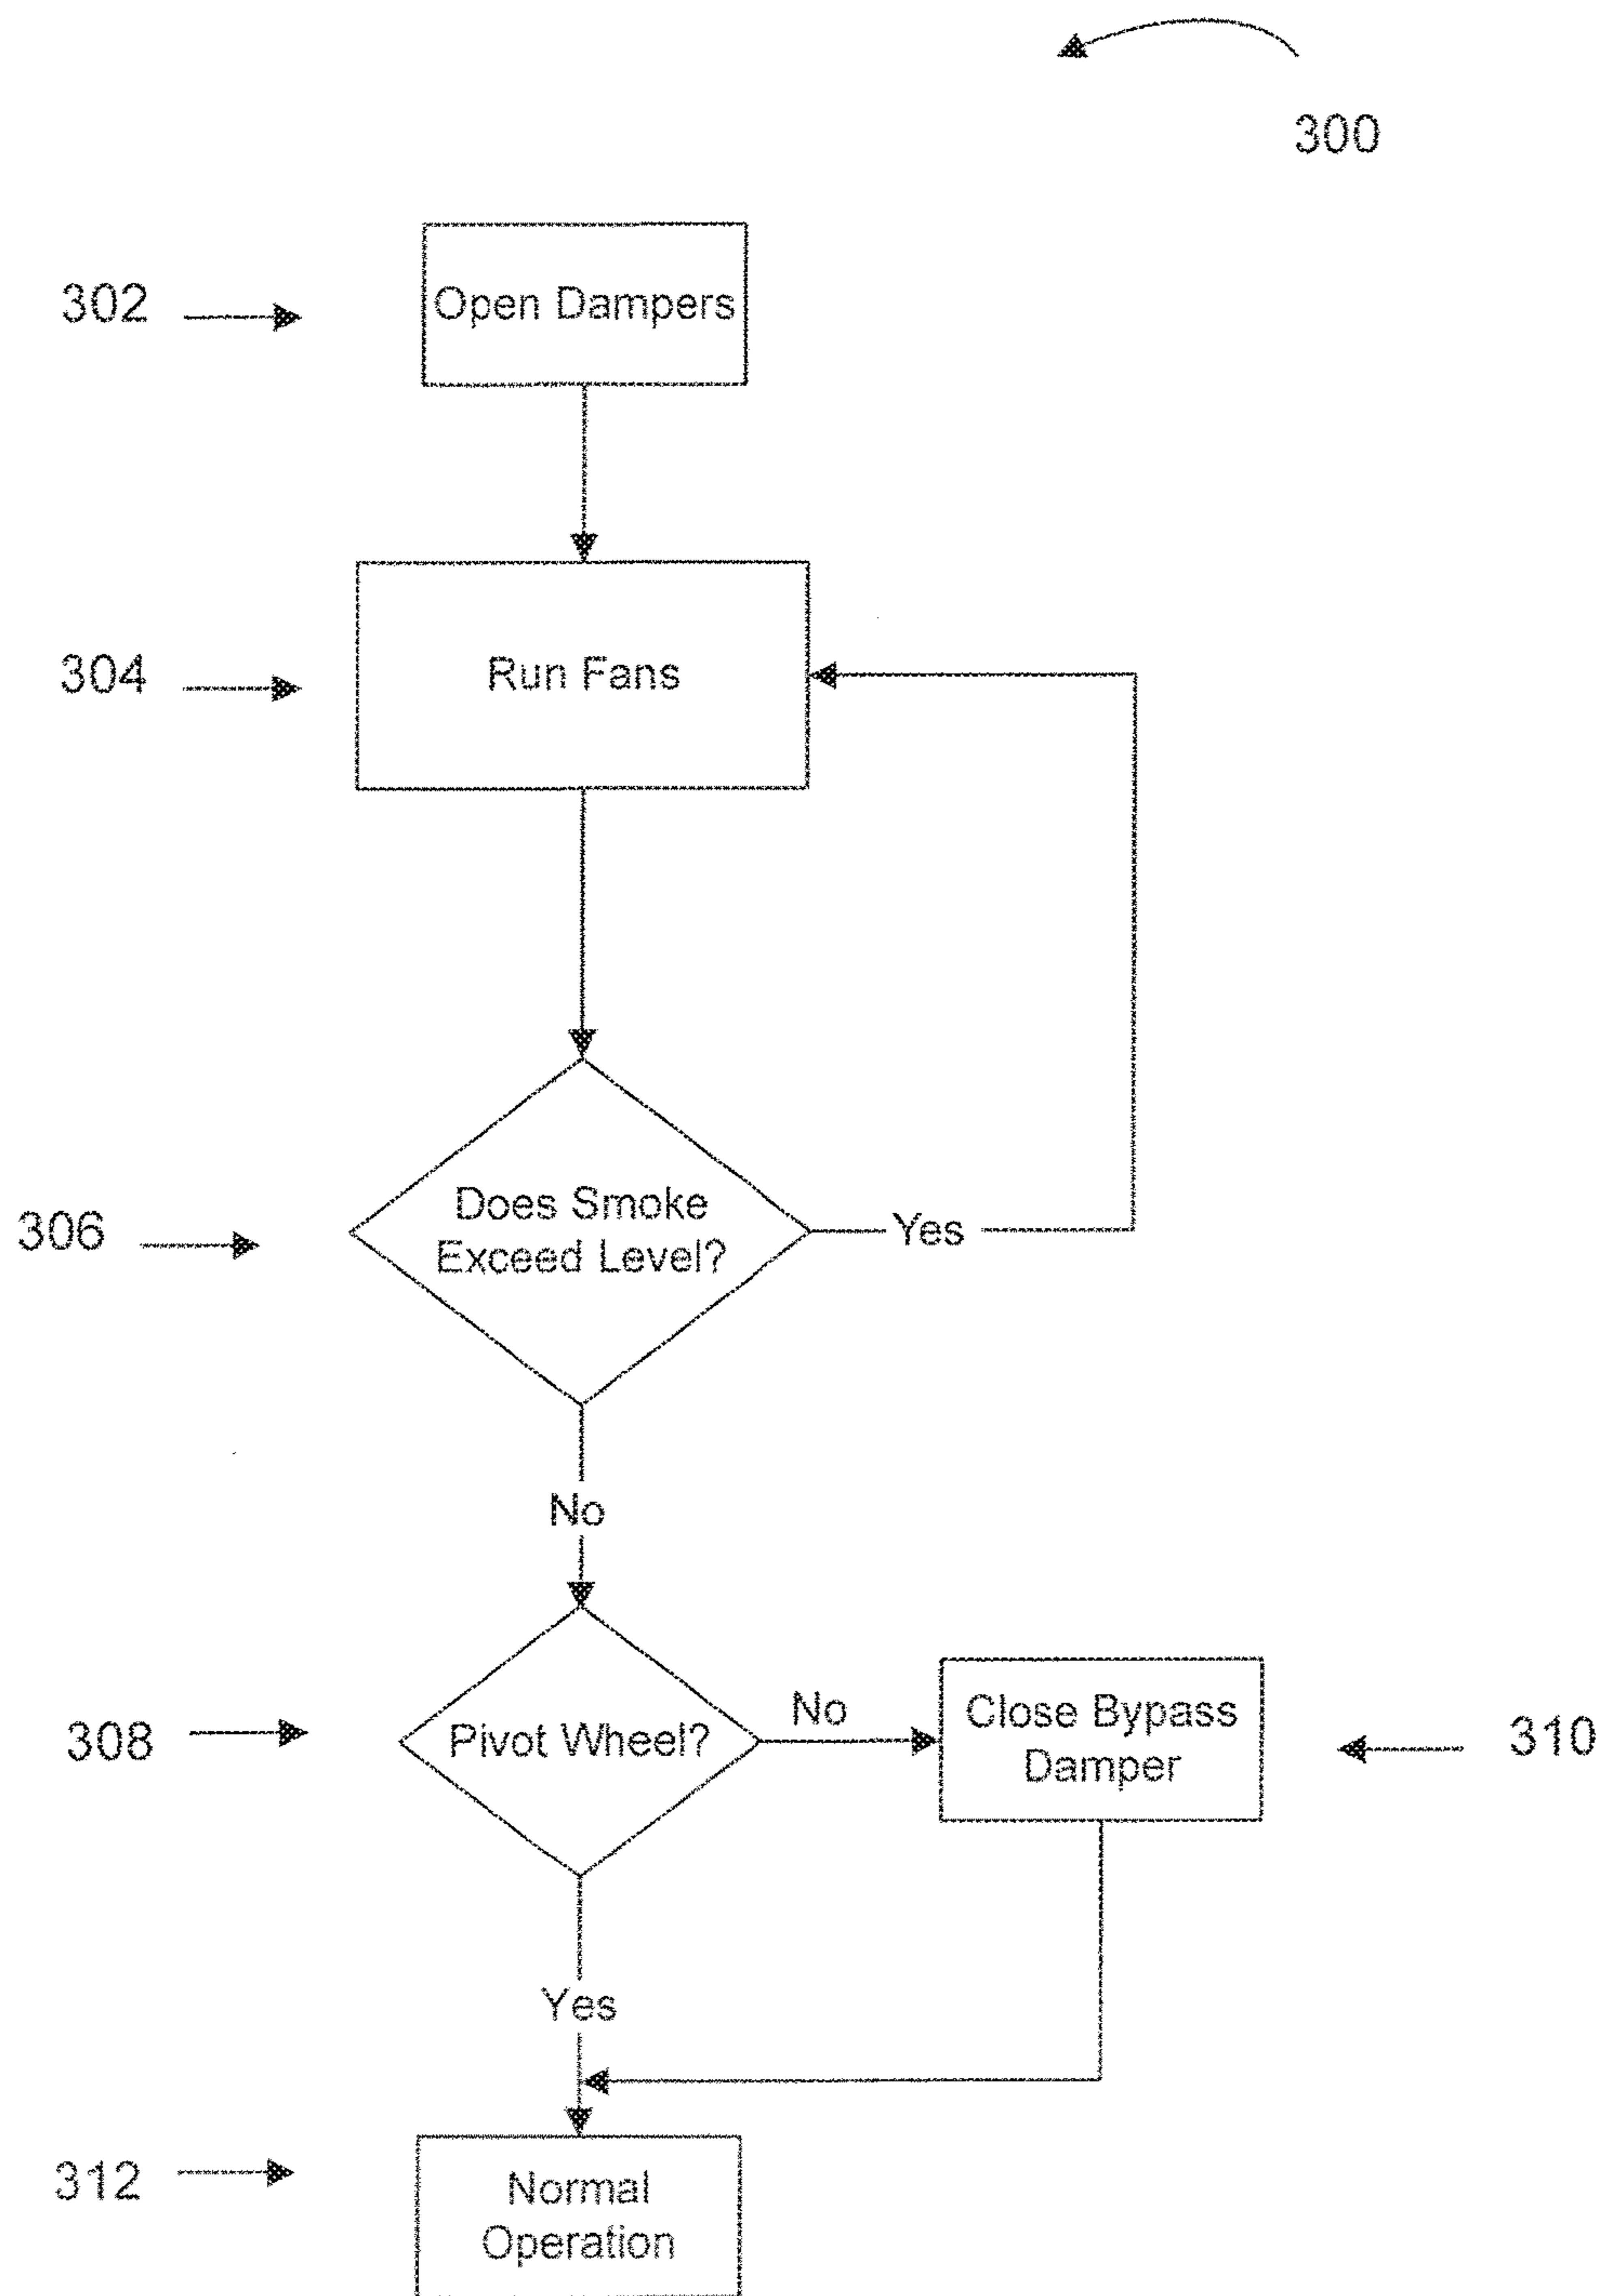 300
302
Open Dampers
304
Run Fans
306
Does Smoke
Exceed Level?
Yes
No
308
Pivot Wheel?
No
Close Bypass
Damper
310
Yes
312
Normal
Operation